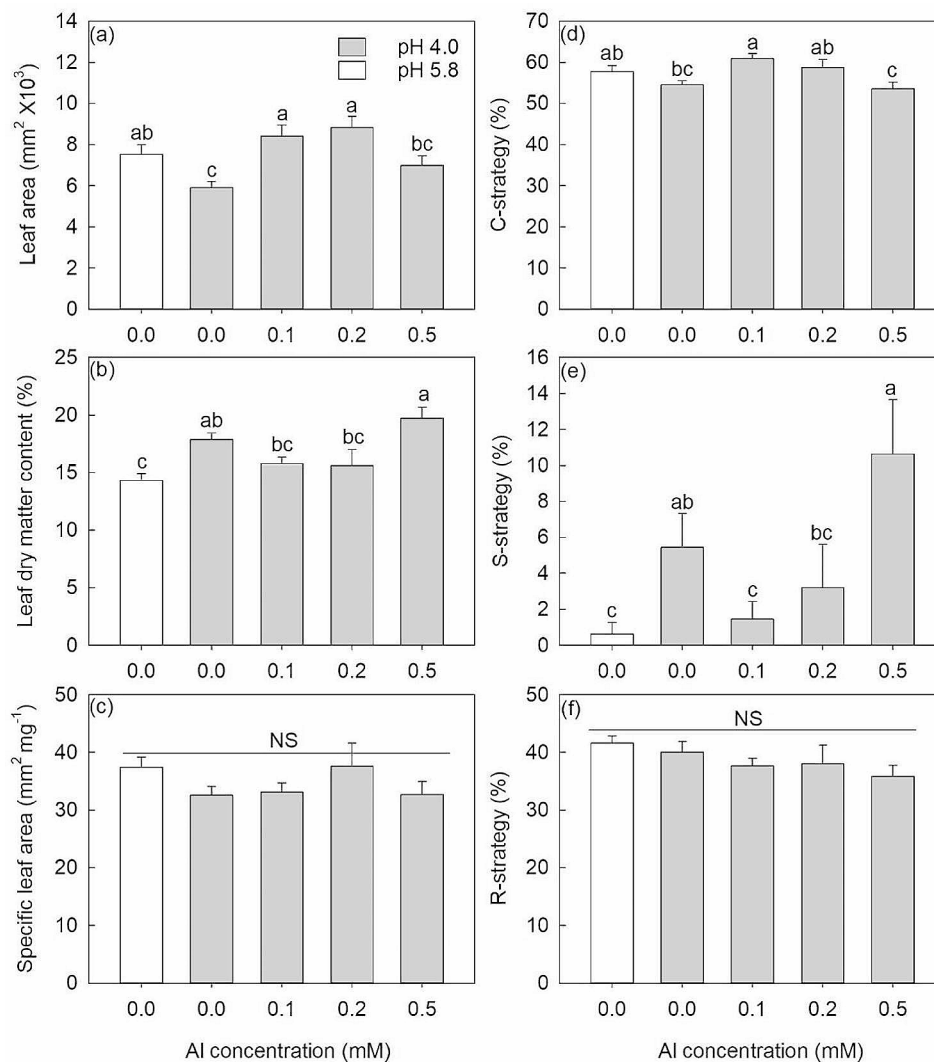 (a)
pH 4.0
pH 5.8
Leaf area (mm² X10³)
14
12
10
8
6
4
2
0
ab
c
a
a
bc
0.0
0.0
0.1
0.2
0.5
(d)
C-strategy (%)
70
60
50
40
30
20
10
0
ab
bc
a
ab
c
0.0
0.0
0.1
0.2
0.5
(b)
Leaf dry matter content (%)
25
20
15
10
5
0
c
ab
bc
bc
a
0.0
0.0
0.1
0.2
0.5
(e)
S-strategy (%)
16
14
12
10
8
6
4
2
0
c
ab
c
bc
a
0.0
0.0
0.1
0.2
0.5
(c)
Specific leaf area (mm² mg⁻¹)
50
40
30
20
10
0
NS
0.0
0.0
0.1
0.2
0.5
Al concentration (mM)
(f)
R-strategy (%)
50
40
30
20
10
0
NS
0.0
0.0
0.1
0.2
0.5
Al concentration (mM)